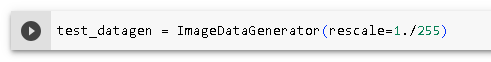 test_datagen = ImageDataGenerator(rescale=1./255)